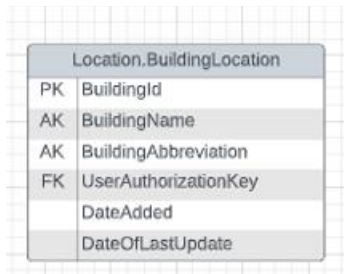 Location.BuildingLocation
PK BuildingId
AK BuildingName
AK BuildingAbbreviation
FK UserAuthorizationKey
DateAdded
DateOfLastUpdate